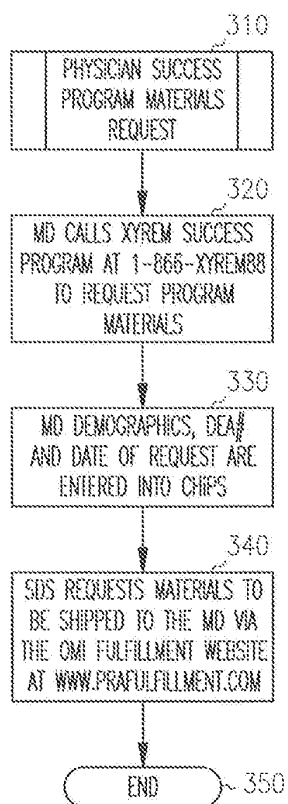 310
PHYSICIAN SUCCESS
PROGRAM MATERIALS
REQUEST
320
MD CALLS XYREM SUCCESS
PROGRAM AT 1-866-XYREM88
TO REQUEST PROGRAM
MATERIALS
330
MD DEMOGRAPHICS, DEA#
AND DATE OF REQUEST ARE
ENTERED INTO CHIPS
340
SDS REQUESTS MATERIALS TO
BE SHIPPED TO THE MD VIA
THE OMI FULFILLMENT WEBSITE
AT WWW.PRAFULFILLMENT.COM
END
350